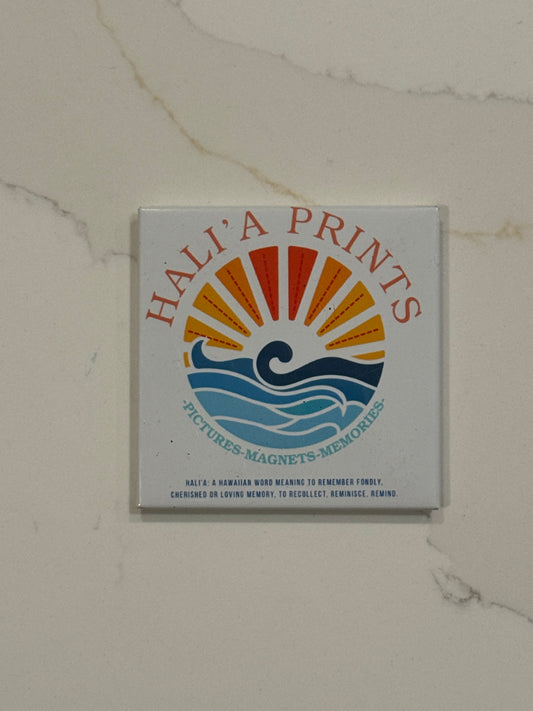 HALI'A PRINTS
-PICTURES-MAGNETS-MEMORIES-
HALI'A: A HAWAIIAN WORD MEANING TO REMEMBER FONDLY,
CHERISHED OR LOVING MEMORY, TO RECOLLECT, REMINISCE, REMIND.